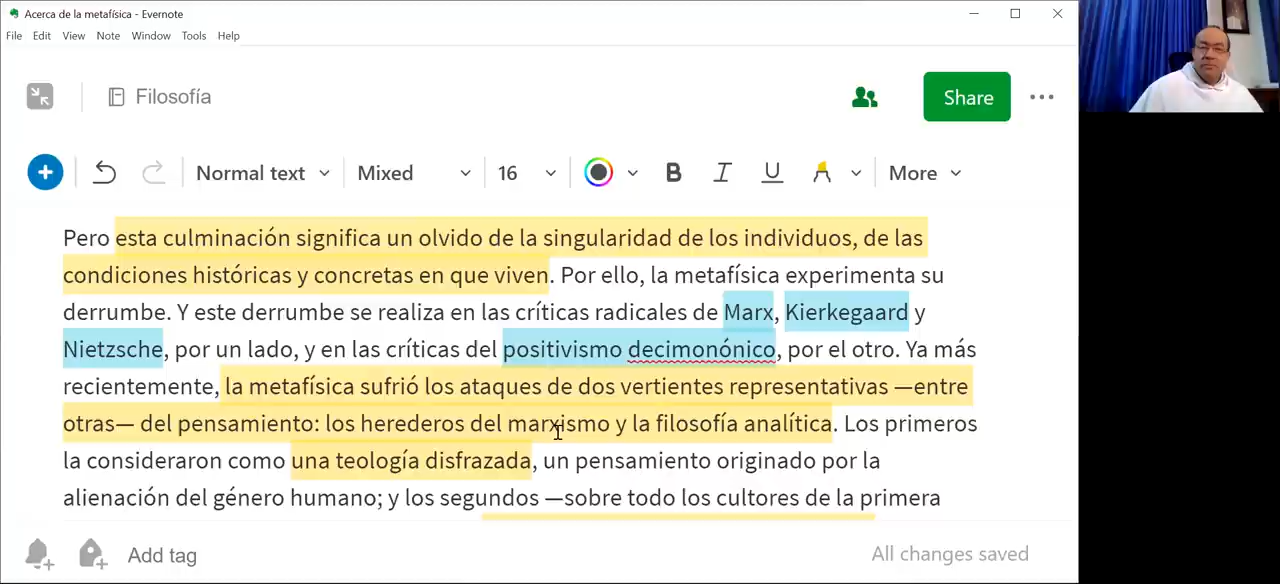 Acerca de la metafísica - Evernote
File Edit View Note Window Tools Help
Filosofía
Share
Normal text Mixed 16 B I U A More
Pero esta culminación significa un olvido de la singularidad de los individuos, de las
condiciones históricas y concretas en que viven. Por ello, la metafísica experimenta su
derrumbe. Y este derrumbe se realiza en las críticas radicales de Marx, Kierkegaard y
Nietzsche, por un lado, y en las críticas del positivismo decimonónico, por el otro. Ya más
recientemente, la metafísica sufrió los ataques de dos vertientes representativas —entre
otras— del pensamiento: los herederos del marxismo y la filosofía analítica. Los primeros
la consideraron como una teología disfrazada, un pensamiento originado por la
alienación del género humano; y los segundos —sobre todo los cultores de la primera
Add tag
All changes saved